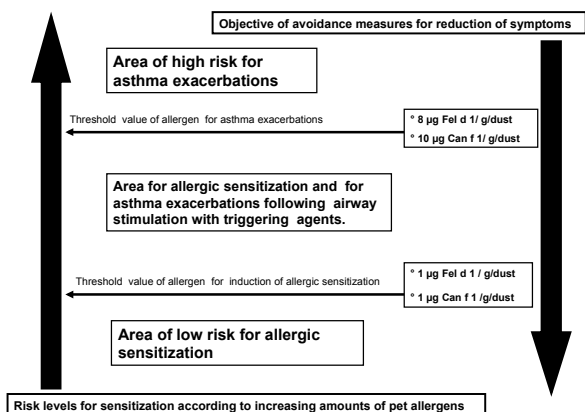 Objective of avoidance measures for reduction of symptoms
Area of high risk for
asthma exacerbations
Threshold value of allergen for asthma exacerbations
° 8 µg Fel d 1/ g/dust
° 10 µg Can f 1/ g/dust
Area for allergic sensitization and for
asthma exacerbations following airway
stimulation with triggering agents.
Threshold value of allergen for induction of allergic sensitization
° 1 µg Fel d 1 / g/dust
° 1 µg Can f 1 /g/dust
Area of low risk for allergic
sensitization
Risk levels for sensitization according to increasing amounts of pet allergens